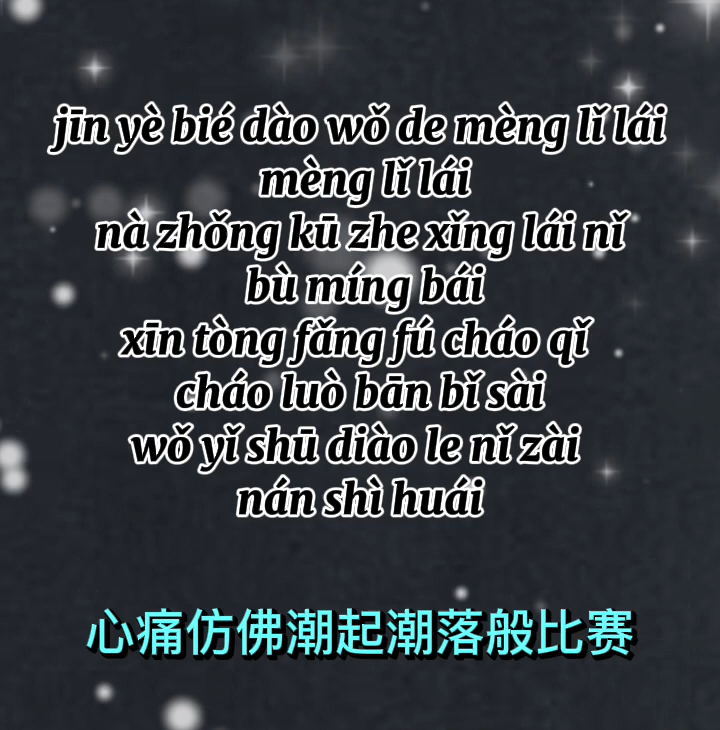 jīn yè bié dào wǒ de mèng lǐ lái
mèng lǐ lái
nà zhǒng kū zhe xǐng lái nǐ
bù míng bái
xīn tòng fǎng fú cháo qǐ
cháo luò bān bǐ sài
wǒ yǐ shū diào le nǐ zài
nán shì huái
心痛仿佛潮起潮落般比赛